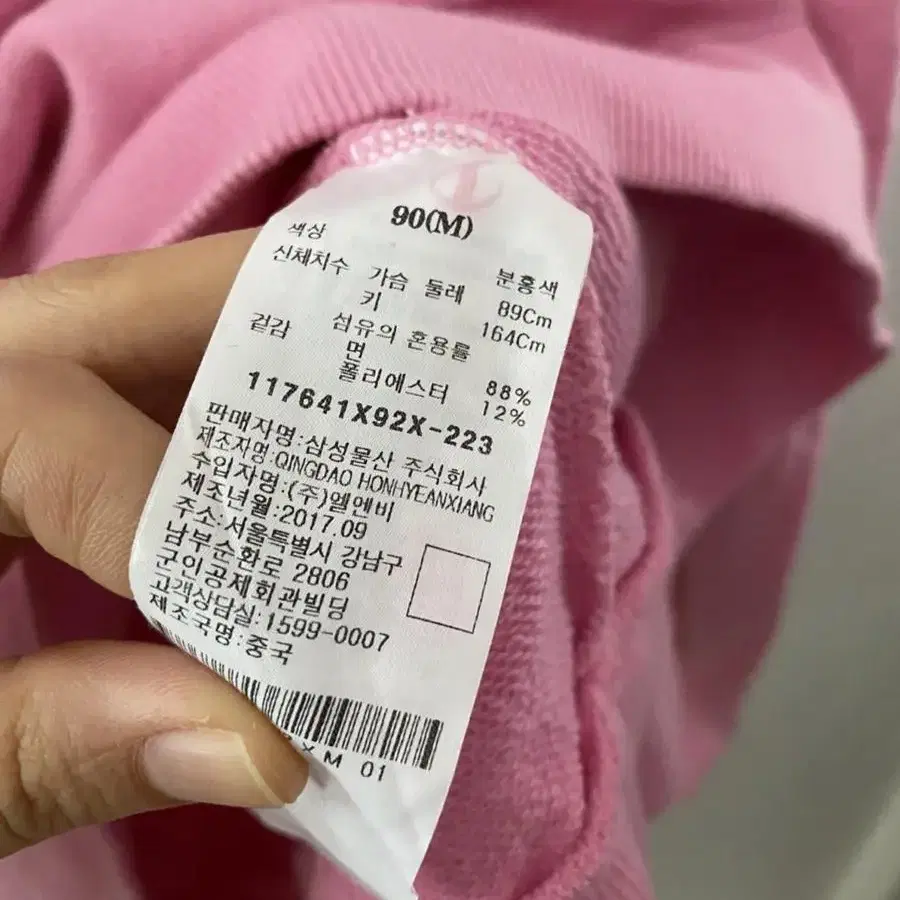 90(M)
색상 분홍색
신체치수 가슴 둘레 89Cm
키 164Cm
겉감 섬유의 혼용률
면 88%
폴리에스터 12%
117641X92X-223
판매자명:삼성물산 주식회사
제조자명:QINGDAO HONHYEANXIANG
수입자명:(주)엘엔비
제조년월:2017.09
주소:서울특별시 강남구
남부순환로 2806
군인공제회관빌딩
고객상담실:1599-0007
제조국명:중국
X M 01